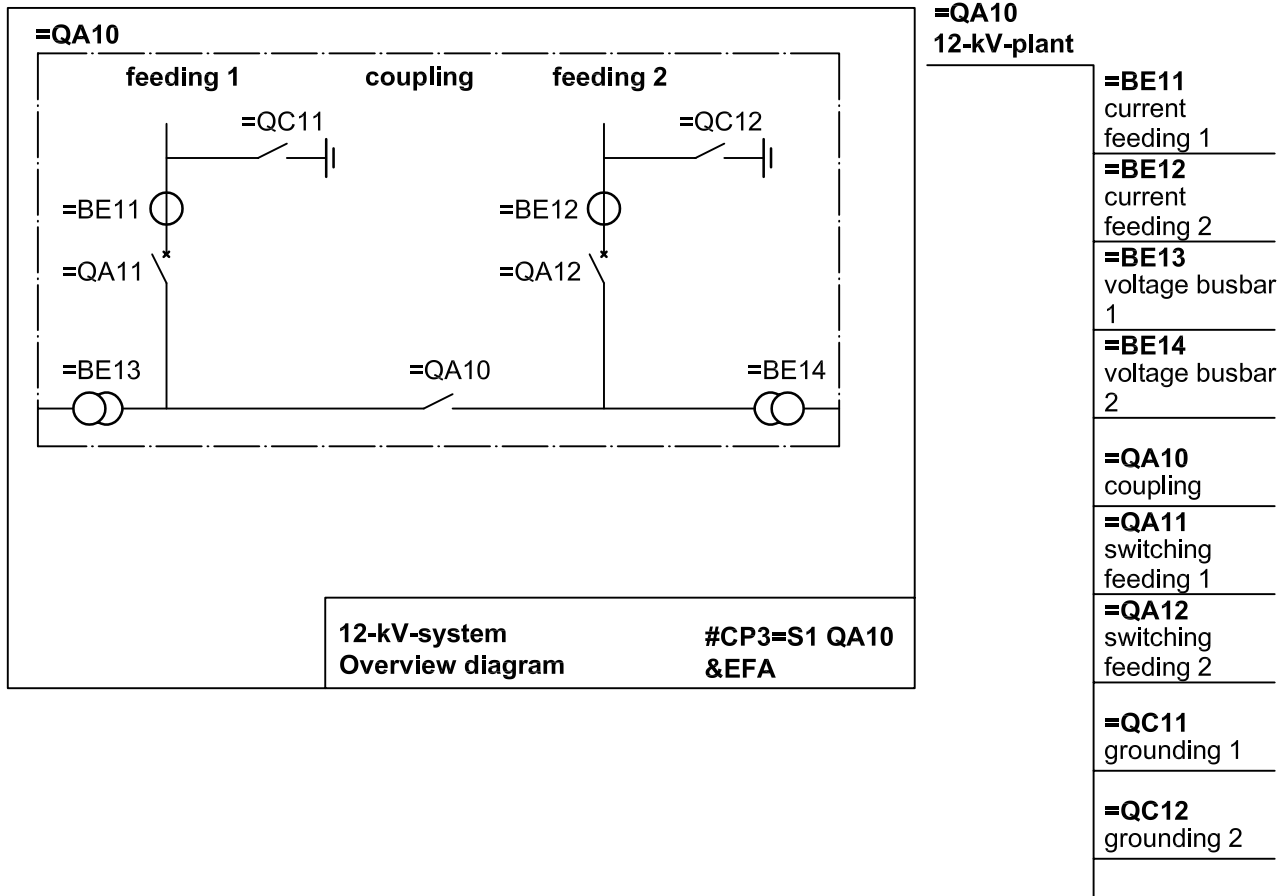 =QA10
feeding 1 coupling feeding 2
=QC11 =QC12
=BE11 =BE12
=QA11 =QA12
=BE13 =QA10 =BE14
12-kV-system #CP3=S1 QA10
Overview diagram &EFA
=QA10
12-kV-plant
=BE11
current
feeding 1
=BE12
current
feeding 2
=BE13
voltage busbar
1
=BE14
voltage busbar
2
=QA10
coupling
=QA11
switching
feeding 1
=QA12
switching
feeding 2
=QC11
grounding 1
=QC12
grounding 2